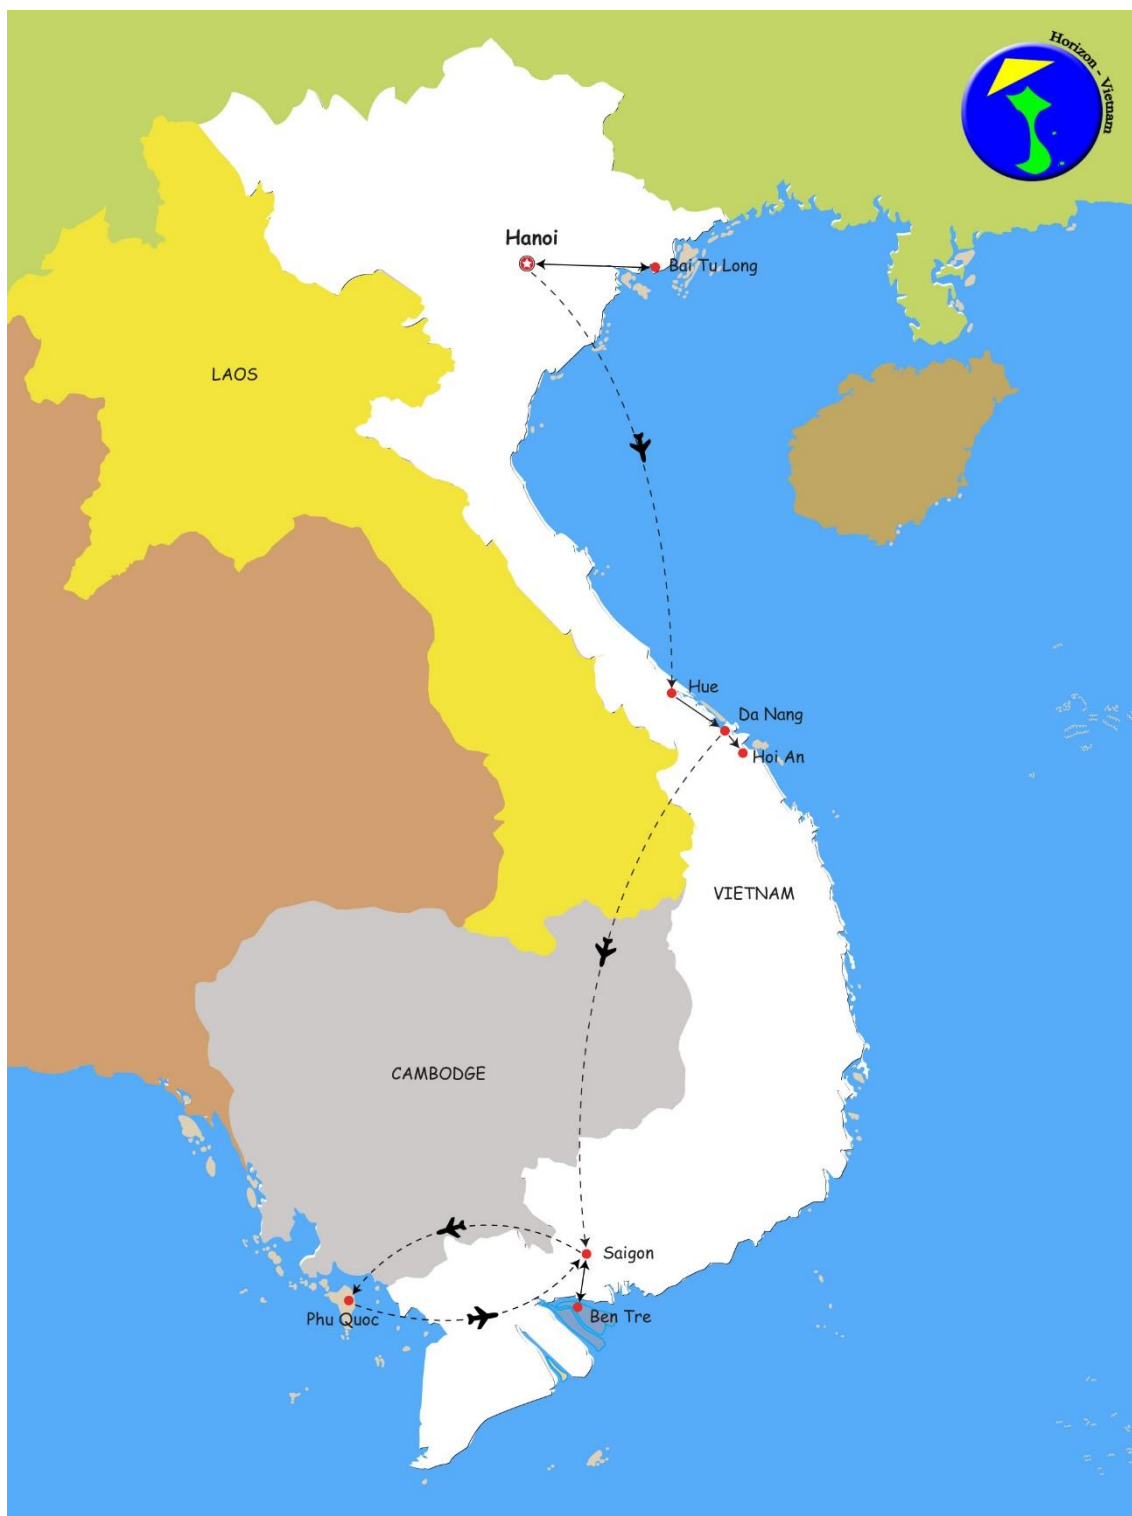 Horizon - Vietnam
Hanoi
Bai Tu Long
LAOS
Hue
Da Nang
Hoi An
VIETNAM
CAMBODGE
Saigon
Phu Quoc
Ben Tre